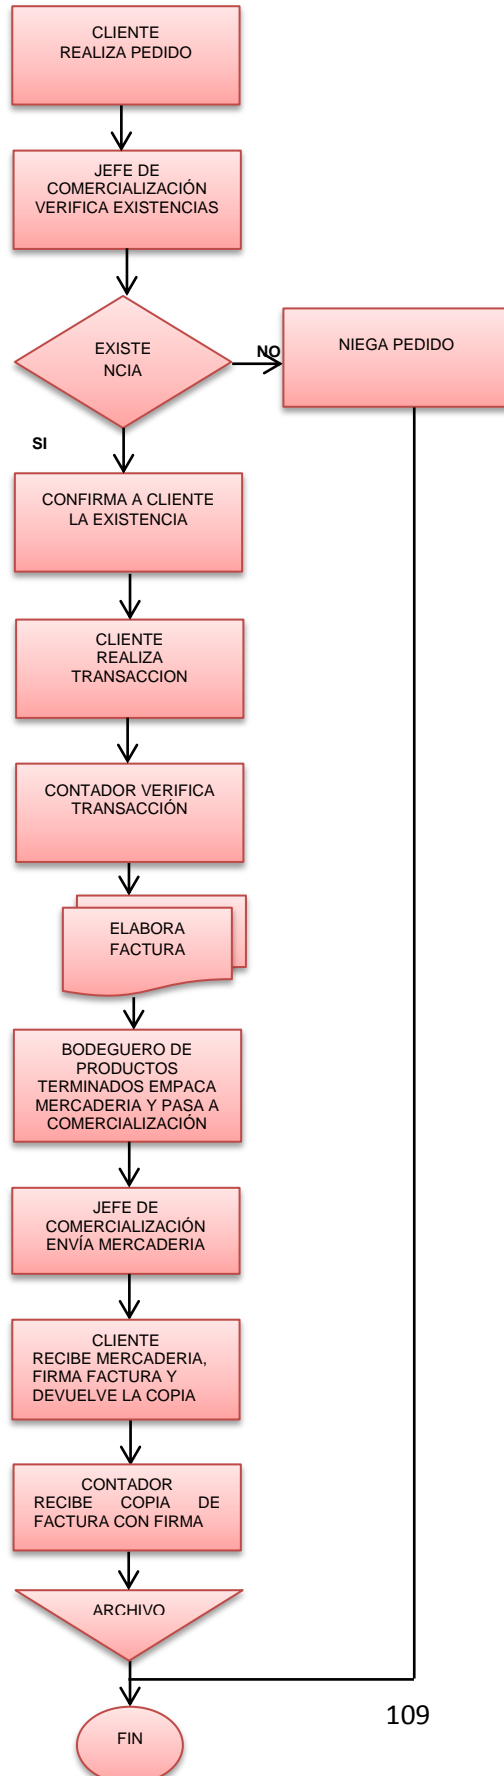 CLIENTE
REALIZA PEDIDO
JEFE DE
COMERCIALIZACIÓN
VERIFICA EXISTENCIAS
EXISTE
NCIA
NO
NIEGA PEDIDO
SI
CONFIRMA A CLIENTE
LA EXISTENCIA
CLIENTE
REALIZA
TRANSACCION
CONTADOR VERIFICA
TRANSACCIÓN
ELABORA
FACTURA
BODEGUERO DE
PRODUCTOS
TERMINADOS EMPACA
MERCADERIA Y PASA A
COMERCIALIZACIÓN
JEFE DE
COMERCIALIZACIÓN
ENVÍA MERCADERIA
CLIENTE
RECIBE MERCADERIA,
FIRMA FACTURA Y
DEVUELVE LA COPIA
CONTADOR
RECIBE COPIA DE
FACTURA CON FIRMA
ARCHIVO
FIN
109